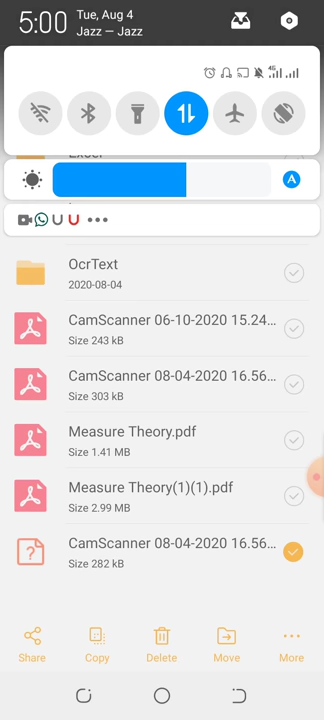 5:00
Tue, Aug 4
Jazz — Jazz
4G
A
OcrText
2020-08-04
CamScanner 06-10-2020 15.24...
Size 243 kB
CamScanner 08-04-2020 16.56...
Size 303 kB
Measure Theory.pdf
Size 1.41 MB
Measure Theory(1)(1).pdf
Size 2.99 MB
CamScanner 08-04-2020 16.56...
Size 282 kB
Share
Copy
Delete
Move
More